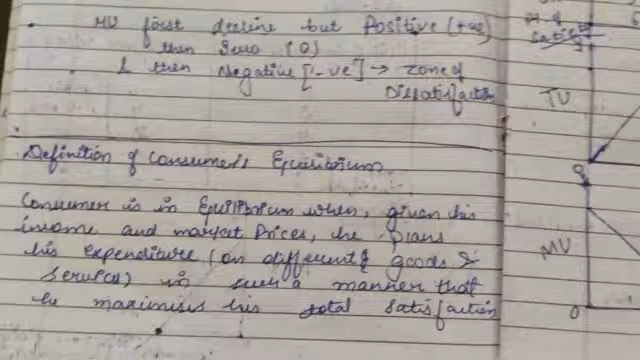 • MU first decline but Positive (+ve)
then Zero (0)
& then Negative [-ve] → Zone of
Dissatisfaction
Definition of Consumer's Equilibrium
Consumer is in Equilibrium when, given his
income and market Prices, he plans
his expenditure (on different goods &
services) in such a manner that
he maximises his total satisfaction
TU
0
MU
0